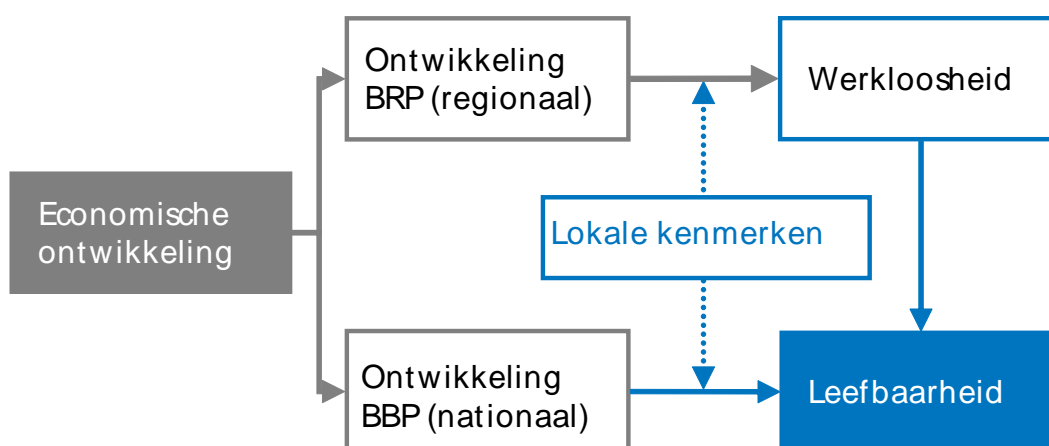 Ontwikkeling
BRP (regionaal)
Werkloosheid
Economische
ontwikkeling
Lokale kenmerken
Ontwikkeling
BBP (nationaal)
Leefbaarheid